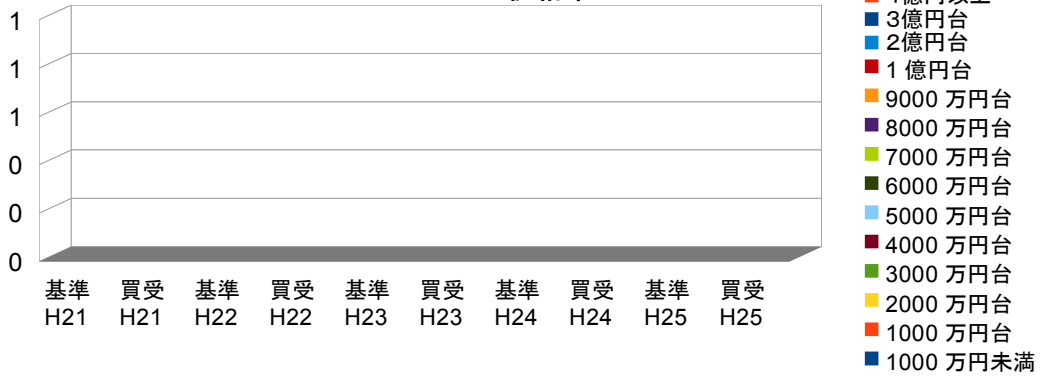 1
1
1
0
0
0
基準 買受 基準 買受 基準 買受 基準 買受 基準 買受
H21 H21 H22 H22 H23 H23 H24 H24 H25 H25
3億円台
2億円台
1 億円台
9000 万円台
8000 万円台
7000 万円台
6000 万円台
5000 万円台
4000 万円台
3000 万円台
2000 万円台
1000 万円台
1000 万円未満